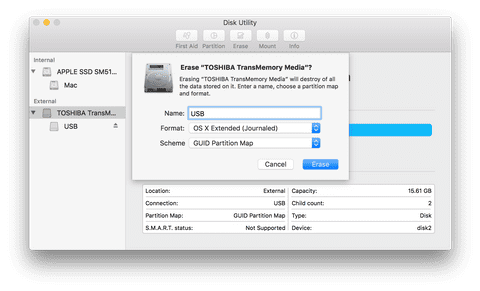 Disk Utility
First Aid Partition Erase Mount Info
Internal
APPLE SSD SM51...
Mac
External
TOSHIBA TransM...
USB
Erase “TOSHIBA TransMemory Media”?
Erasing “TOSHIBA TransMemory Media” will destroy of all
the data stored on it. Enter a name, choose a partition map
and format.
Name: USB
Format: OS X Extended (Journaled)
Scheme GUID Partition Map
Cancel Erase
Location: External Capacity: 15.61 GB
Connection: USB Child count: 2
Partition Map: GUID Partition Map Type: Disk
S.M.A.R.T. status: Not Supported Device: disk2